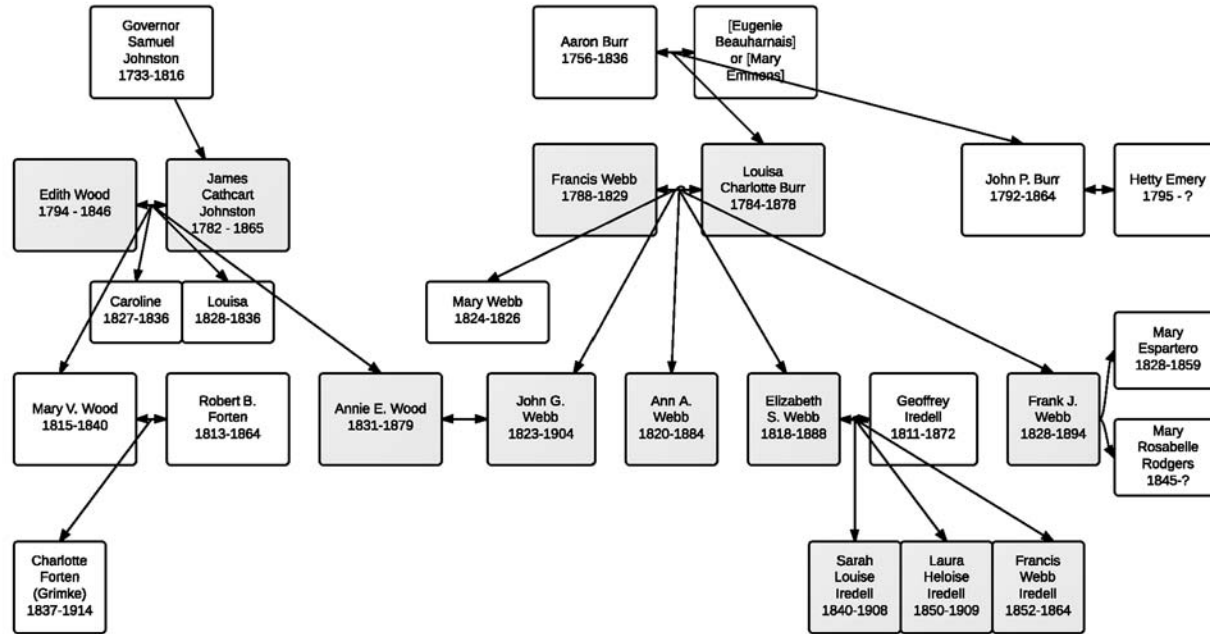 Governor
Samuel
Johnston
1733-1816
Aaron Burr
1756-1836
[Eugenie
Beauharnais]
or [Mary
Emmens]
Edith Wood
1794 - 1846
James
Cathcart
Johnston
1782 - 1865
Francis Webb
1788-1829
Louisa
Charlotte Burr
1784-1878
John P. Burr
1792-1864
Hetty Emery
1795 - ?
Caroline
1827-1836
Louisa
1828-1836
Mary Webb
1824-1826
Mary
Espartero
1828-1859
Mary V. Wood
1815-1840
Robert B.
Forten
1813-1864
Annie E. Wood
1831-1879
John G.
Webb
1823-1904
Ann A.
Webb
1820-1884
Elizabeth
S. Webb
1818-1888
Geoffrey
Iredell
1811-1872
Frank J.
Webb
1828-1894
Mary
Rosabelle
Rodgers
1845-?
Charlotte
Forten
(Grimke)
1837-1914
Sarah
Louise
Iredell
1840-1908
Laura
Heloise
Iredell
1850-1909
Francis
Webb
Iredell
1852-1864